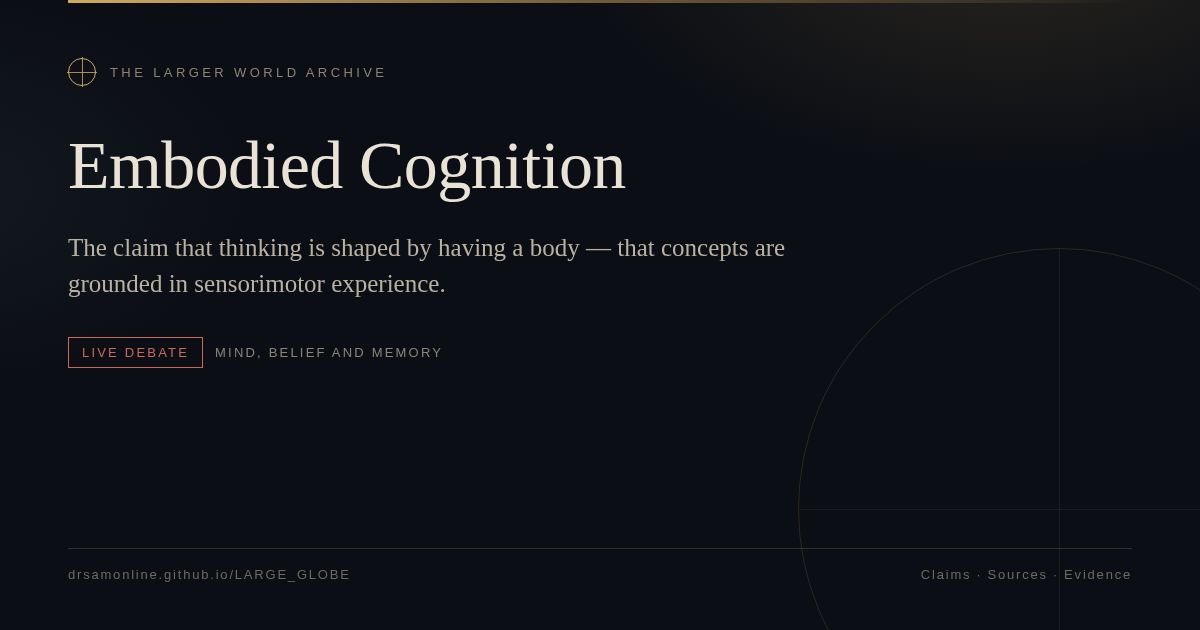 THE LARGER WORLD ARCHIVE
Embodied Cognition
The claim that thinking is shaped by having a body — that concepts are
grounded in sensorimotor experience.
LIVE DEBATE MIND, BELIEF AND MEMORY
drsamonline.github.io/LARGE_GLOBE
Claims · Sources · Evidence